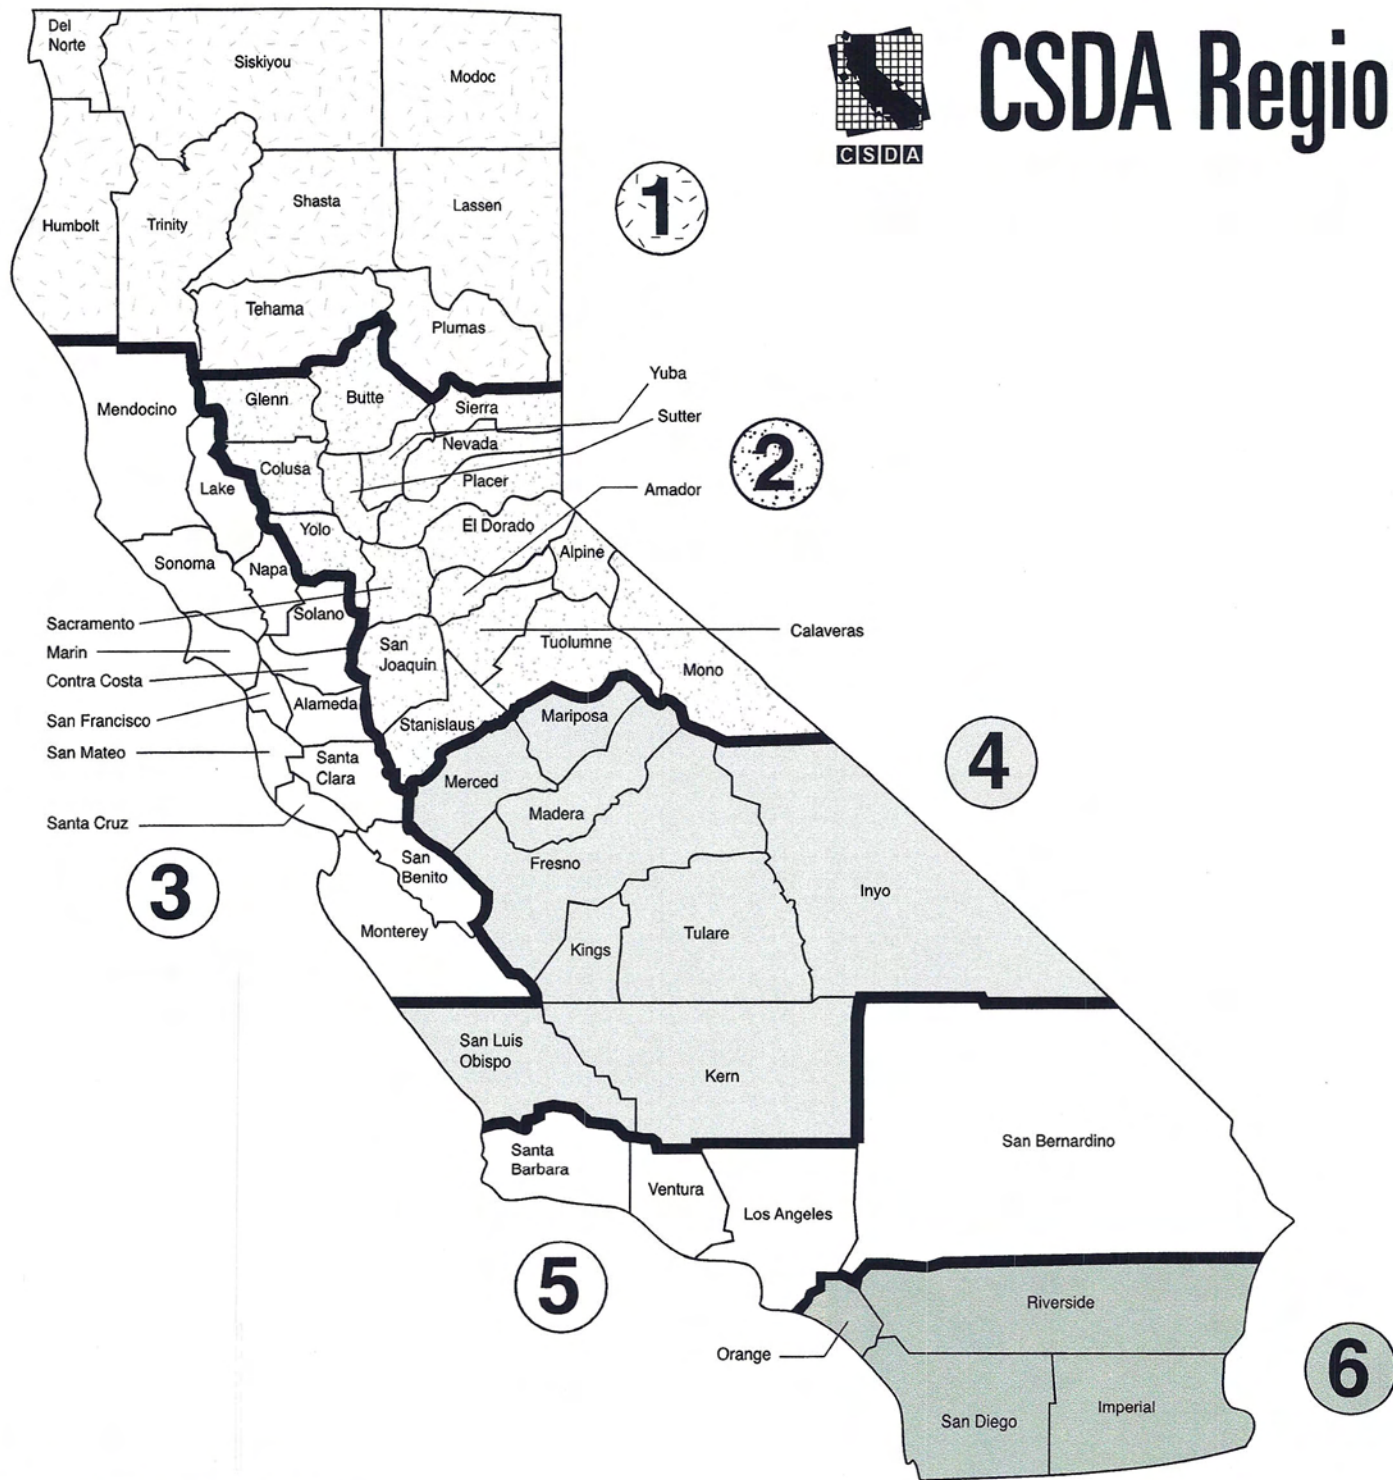 CSDA Regio
CSDA
Del
Norte
Siskiyou
Modoc
1
Humbolt
Trinity
Shasta
Lassen
Tehama
Plumas
Yuba
Mendocino
Glenn
Butte
Sierra
Sutter
Nevada
2
Colusa
Placer
Lake
Amador
Yolo
El Dorado
Sonoma
Napa
Alpine
Solano
Sacramento
Calaveras
San
Joaquin
Tuolumne
Marin
Mono
Contra Costa
Alameda
San Francisco
Stanislaus
Mariposa
San Mateo
Santa
Clara
4
Merced
Madera
Santa Cruz
San
Benito
Fresno
3
Inyo
Monterey
Kings
Tulare
San Luis
Obispo
Kern
San Bernardino
Santa
Barbara
Ventura
Los Angeles
5
Riverside
Orange
6
San Diego
Imperial